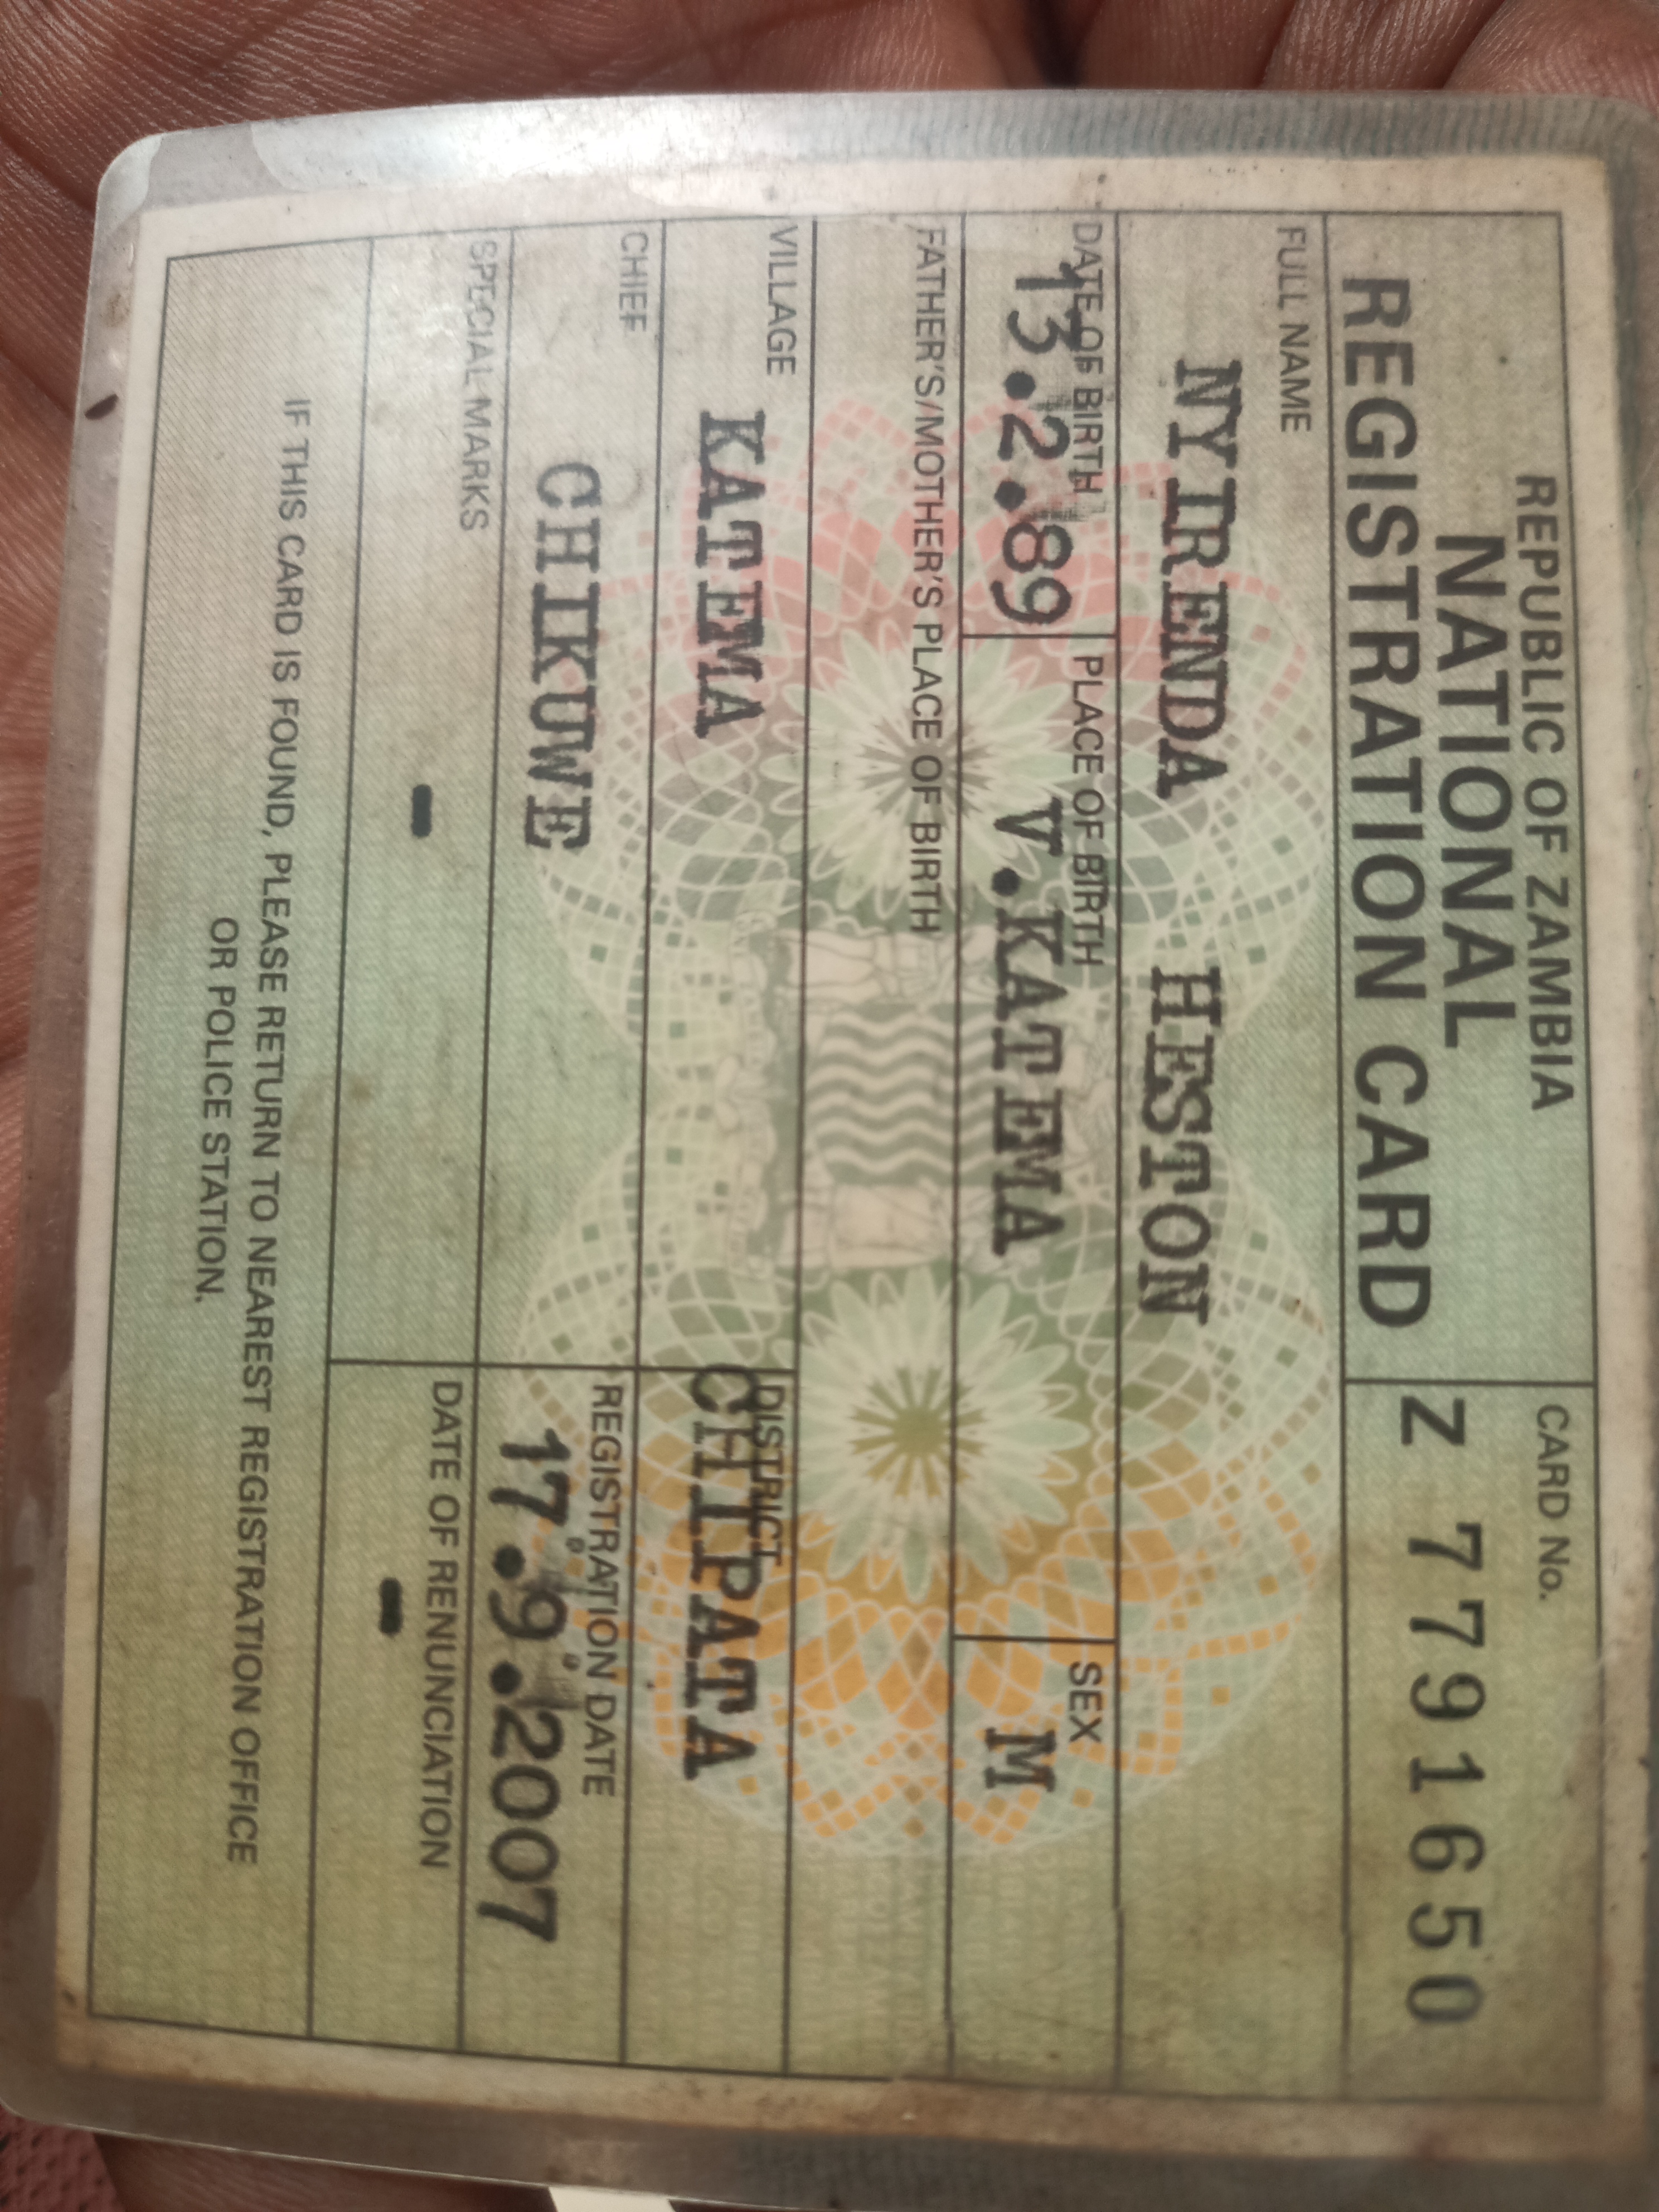 REPUBLIC OF ZAMBIA
NATIONAL
REGISTRATION CARD
CARD No.
Z 7791650
FULL NAME
NYIRENDA HESTON
DATE OF BIRTH PLACE OF BIRTH SEX
13.2.89 V.KATEMA M
FATHER'S/MOTHER'S PLACE OF BIRTH
VILLAGE DISTRICT
KATEMA CHIPATA
CHIEF REGISTRATION DATE
CHIKUWE 17.9.2007
SPECIAL MARKS DATE OF RENUNCIATION
- -
IF THIS CARD IS FOUND, PLEASE RETURN TO NEAREST REGISTRATION OFFICE
OR POLICE STATION.